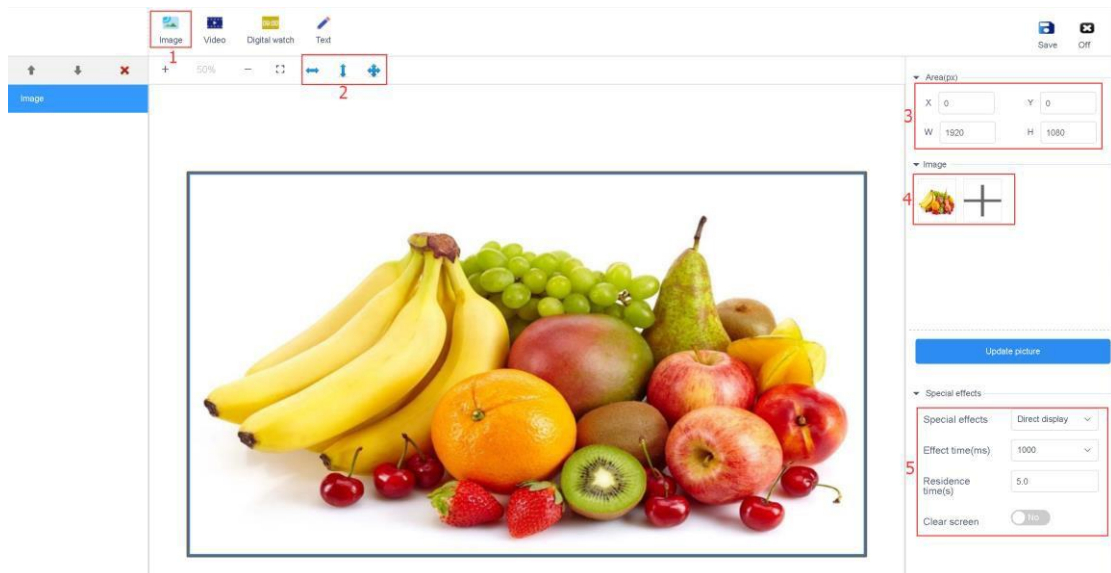 Image Video Digital watch Text Save Off
1
+ 50% −
2
Image
Area(px)
3
X 0 Y 0
W 1920 H 1080
Image
4
Update picture
Special effects
5
Special effects Direct display
Effect time(ms) 1000
Residence time(s) 5.0
Clear screen No